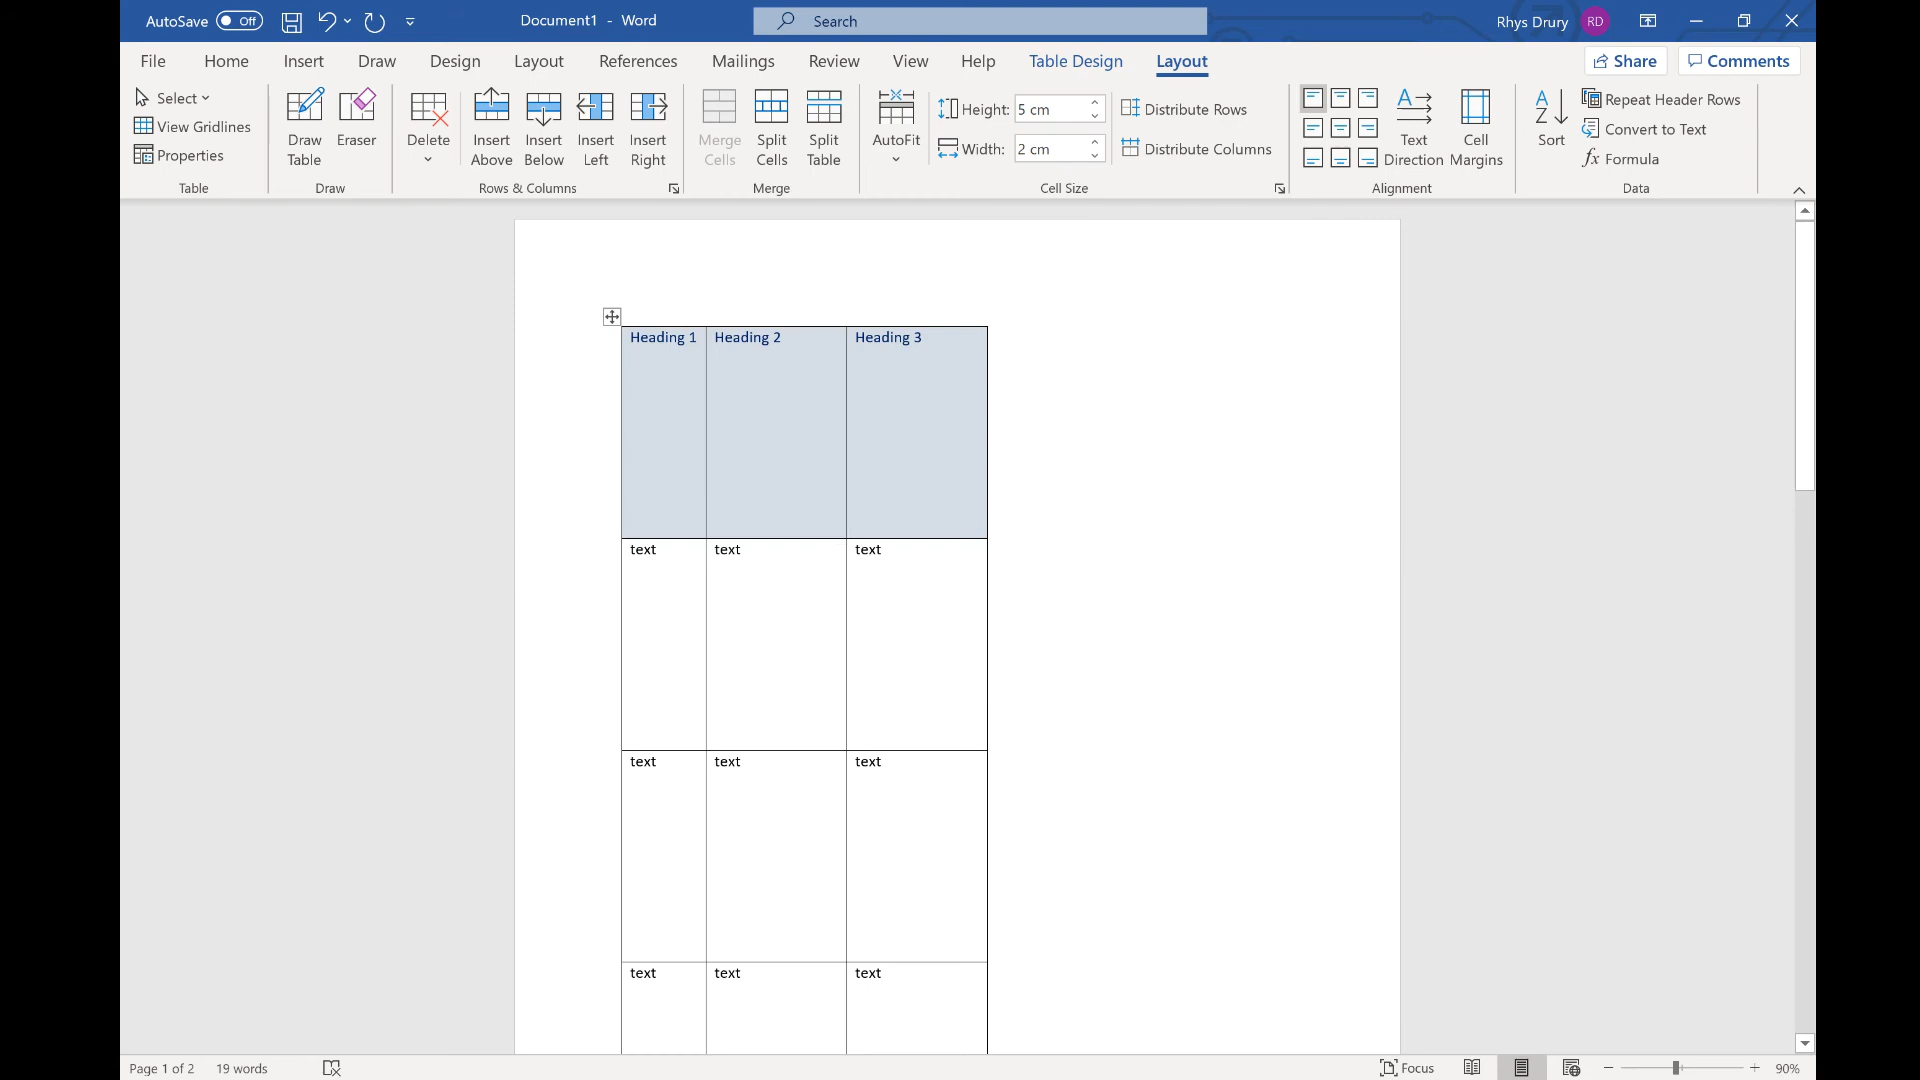 AutoSave Off Document1 - Word Search Rhys Drury RD
File Home Insert Draw Design Layout References Mailings Review View Help Table Design Layout Share Comments
Select
View Gridlines
Properties
Table
Draw Table
Eraser
Draw
Delete
Insert Above
Insert Below
Insert Left
Insert Right
Rows & Columns
Merge Cells
Split Cells
Split Table
Merge
AutoFit
Height: 5 cm
Width: 2 cm
Distribute Rows
Distribute Columns
Cell Size
Text Direction
Cell Margins
Alignment
Sort
Repeat Header Rows
Convert to Text
fx Formula
Data
Heading 1 Heading 2 Heading 3
text text text
text text text
text text text
Page 1 of 2 19 words Focus 90%